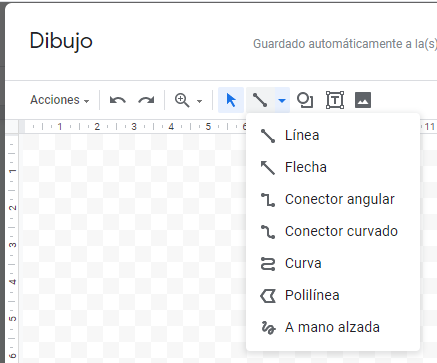 Dibujo
Guardado automáticamente a la(s)
Acciones
1 2 3 4 5 6 11
Línea
Flecha
Conector angular
Conector curvado
Curva
Polilínea
A mano alzada
1
2
3
4
5
6